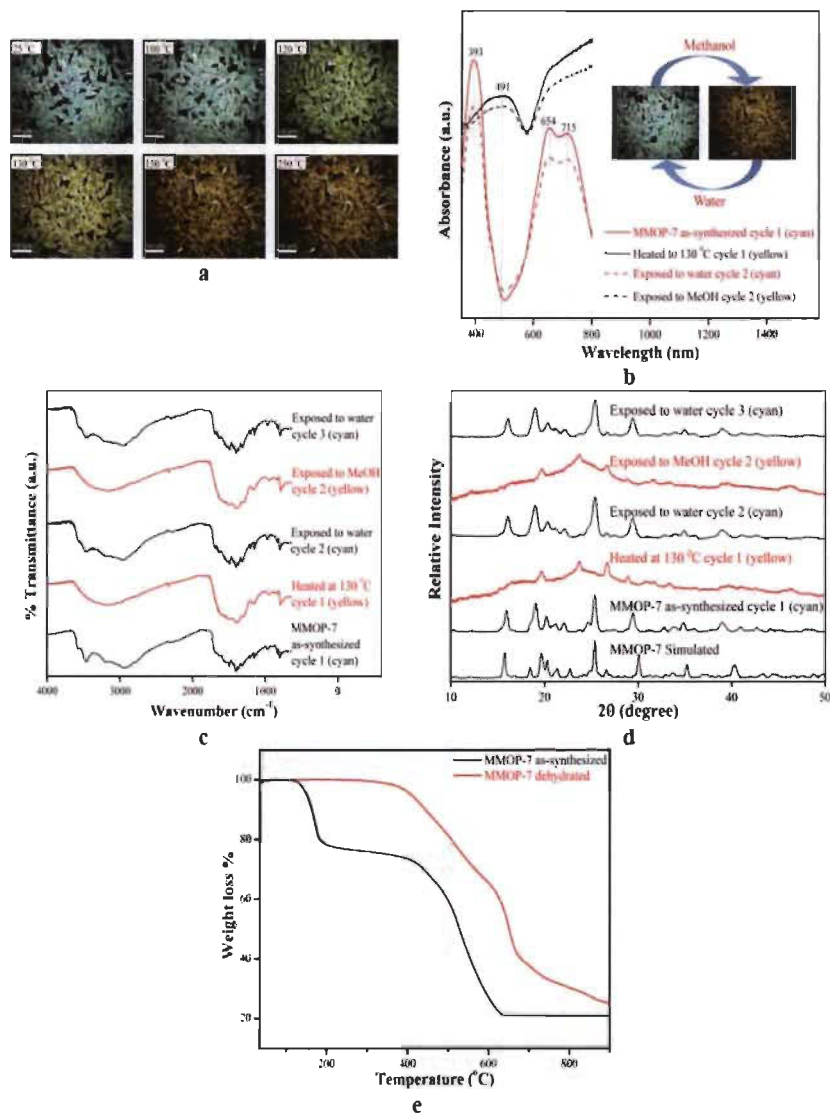 25 °C
100 °C
120 °C
130 °C
150 °C
a
Absorbance (a.u.)
393
491
654
715
Methanol
Water
MMOP-7 as-synthesized cycle 1 (cyan)
Heated to 130 °C cycle 1 (yellow)
Exposed to water cycle 2 (cyan)
Exposed to MeOH cycle 2 (yellow)
400 600 800 1000 1200 1400
Wavelength (nm)
b
% Transmittance (a.u.)
Exposed to water
cycle 3 (cyan)
Exposed to MeOH
cycle 2 (yellow)
Exposed to water
cycle 2 (cyan)
Heated at 130 °C
cycle 1 (yellow)
MMOP-7
as-synthesized
cycle 1 (cyan)
4000 3000 2000 1000 0
Wavenumber (cm⁻¹)
c
Relative Intensity
Exposed to water cycle 3 (cyan)
Exposed to MeOH cycle 2 (yellow)
Exposed to water cycle 2 (cyan)
Heated at 130 °C cycle 1 (yellow)
MMOP-7 as-synthesized cycle 1 (cyan)
MMOP-7 Simulated
10 20 30 40 50
2θ (degree)
d
MMOP-7 as-synthesized
MMOP-7 dehydrated
Weight loss %
100
80
60
40
20
200 400 600 800
Temperature (°C)
e